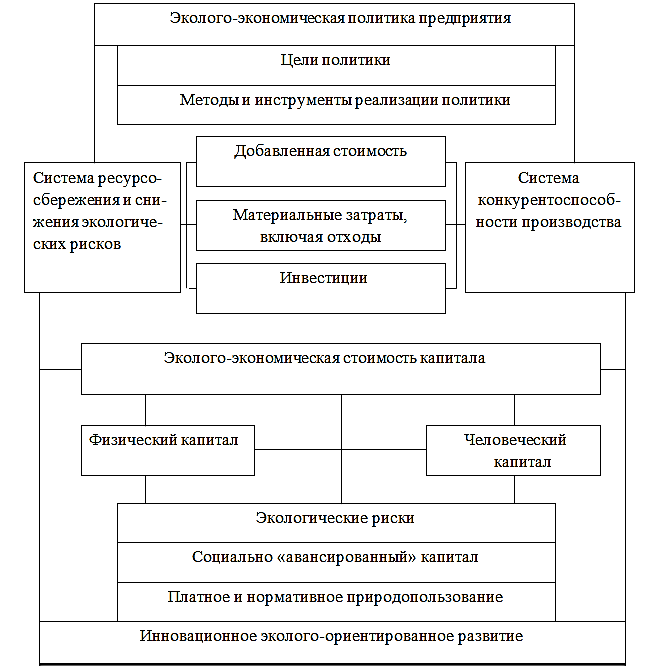 Эколого-экономическая политика предприятия
Цели политики
Методы и инструменты реализации политики
Добавленная стоимость
Система ресурсо-
сбережения и сни-
жения экологиче-
ских рисков
Материальные затраты,
включая отходы
Инвестиции
Система
конкурентоспособ-
ности производства
Эколого-экономическая стоимость капитала
Физический капитал
Человеческий
капитал
Экологические риски
Социально «авансированный» капитал
Платное и нормативное природопользование
Инновационное эколого-ориентированное развитие